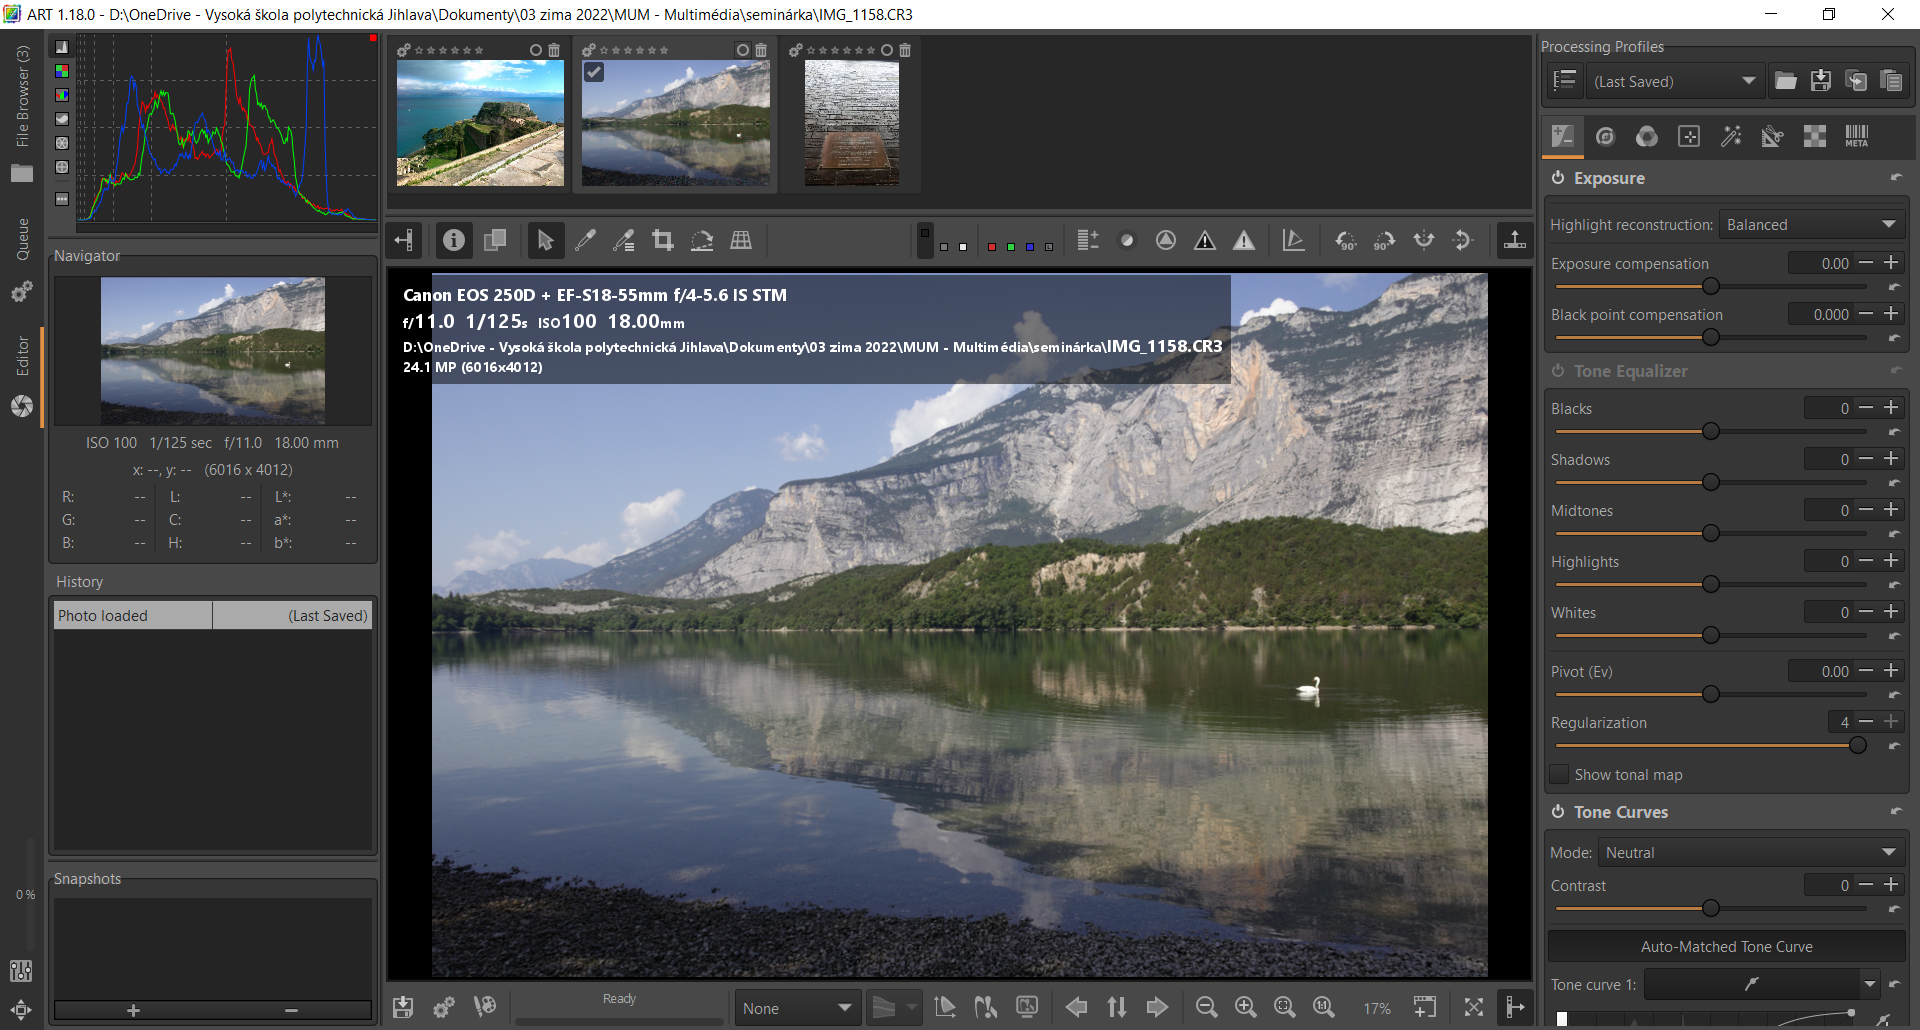 ART 1.18.0 - D:\OneDrive - Vysoká škola polytechnická Jihlava\Dokumenty\03 zima 2022\MUM - Multimédia\seminárka\IMG_1158.CR3
File Browser (3)
Queue
Editor
0 %
Navigator
ISO 100 1/125 sec f/11.0 18.00 mm
x: --, y: -- (6016 x 4012)
R: -- L: -- L*: --
G: -- C: -- a*: --
B: -- H: -- b*: --
History
Photo loaded (Last Saved)
Snapshots
Canon EOS 250D + EF-S18-55mm f/4-5.6 IS STM
f/11.0 1/125s ISO100 18.00mm
D:\OneDrive - Vysoká škola polytechnická Jihlava\Dokumenty\03 zima 2022\MUM - Multimédia\seminárka\IMG_1158.CR3
24.1 MP (6016x4012)
Ready
None
1:1
17%
90°
90°
Processing Profiles
(Last Saved)
META
Exposure
Highlight reconstruction: Balanced
Exposure compensation 0.00
Black point compensation 0.000
Tone Equalizer
Blacks 0
Shadows 0
Midtones 0
Highlights 0
Whites 0
Pivot (Ev) 0.00
Regularization 4
Show tonal map
Tone Curves
Mode: Neutral
Contrast 0
Auto-Matched Tone Curve
Tone curve 1: